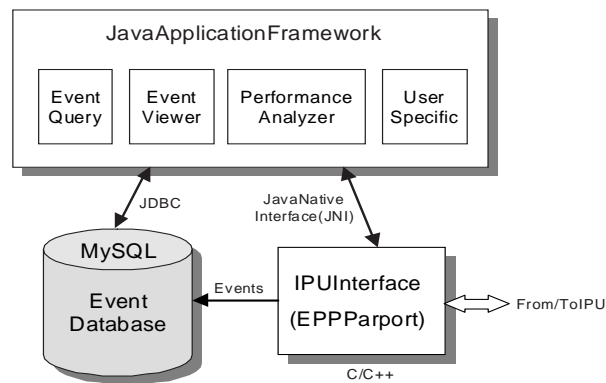 JavaApplicationFramework
Event
Query
Event
Viewer
Performance
Analyzer
User
Specific
JDBC
JavaNative
Interface(JNI)
MySQL
Event
Database
Events
IPUInterface
(EPPParport)
From/ToIPU
C/C++